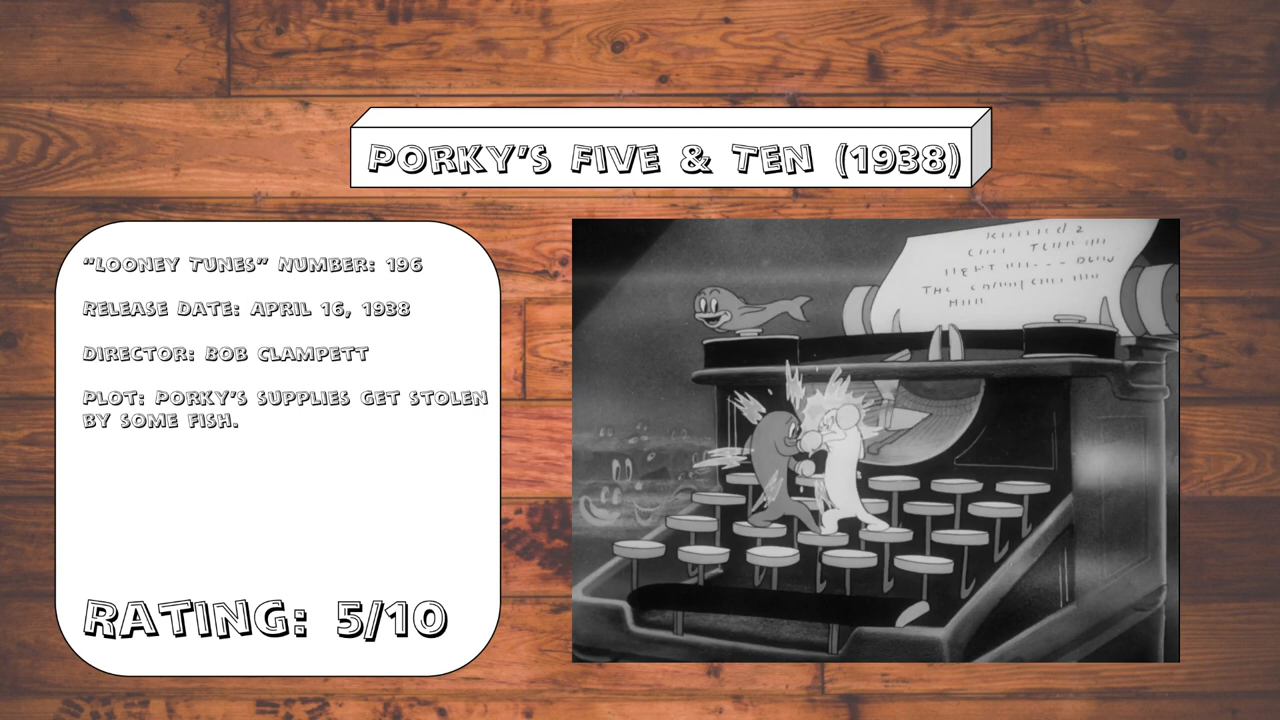 PORKY'S FIVE & TEN (1938)
"LOONEY TUNES" NUMBER: 196
RELEASE DATE: APRIL 16, 1938
DIRECTOR: BOB CLAMPETT
PLOT: PORKY'S SUPPLIES GET STOLEN
BY SOME FISH.
RATING: 5/10